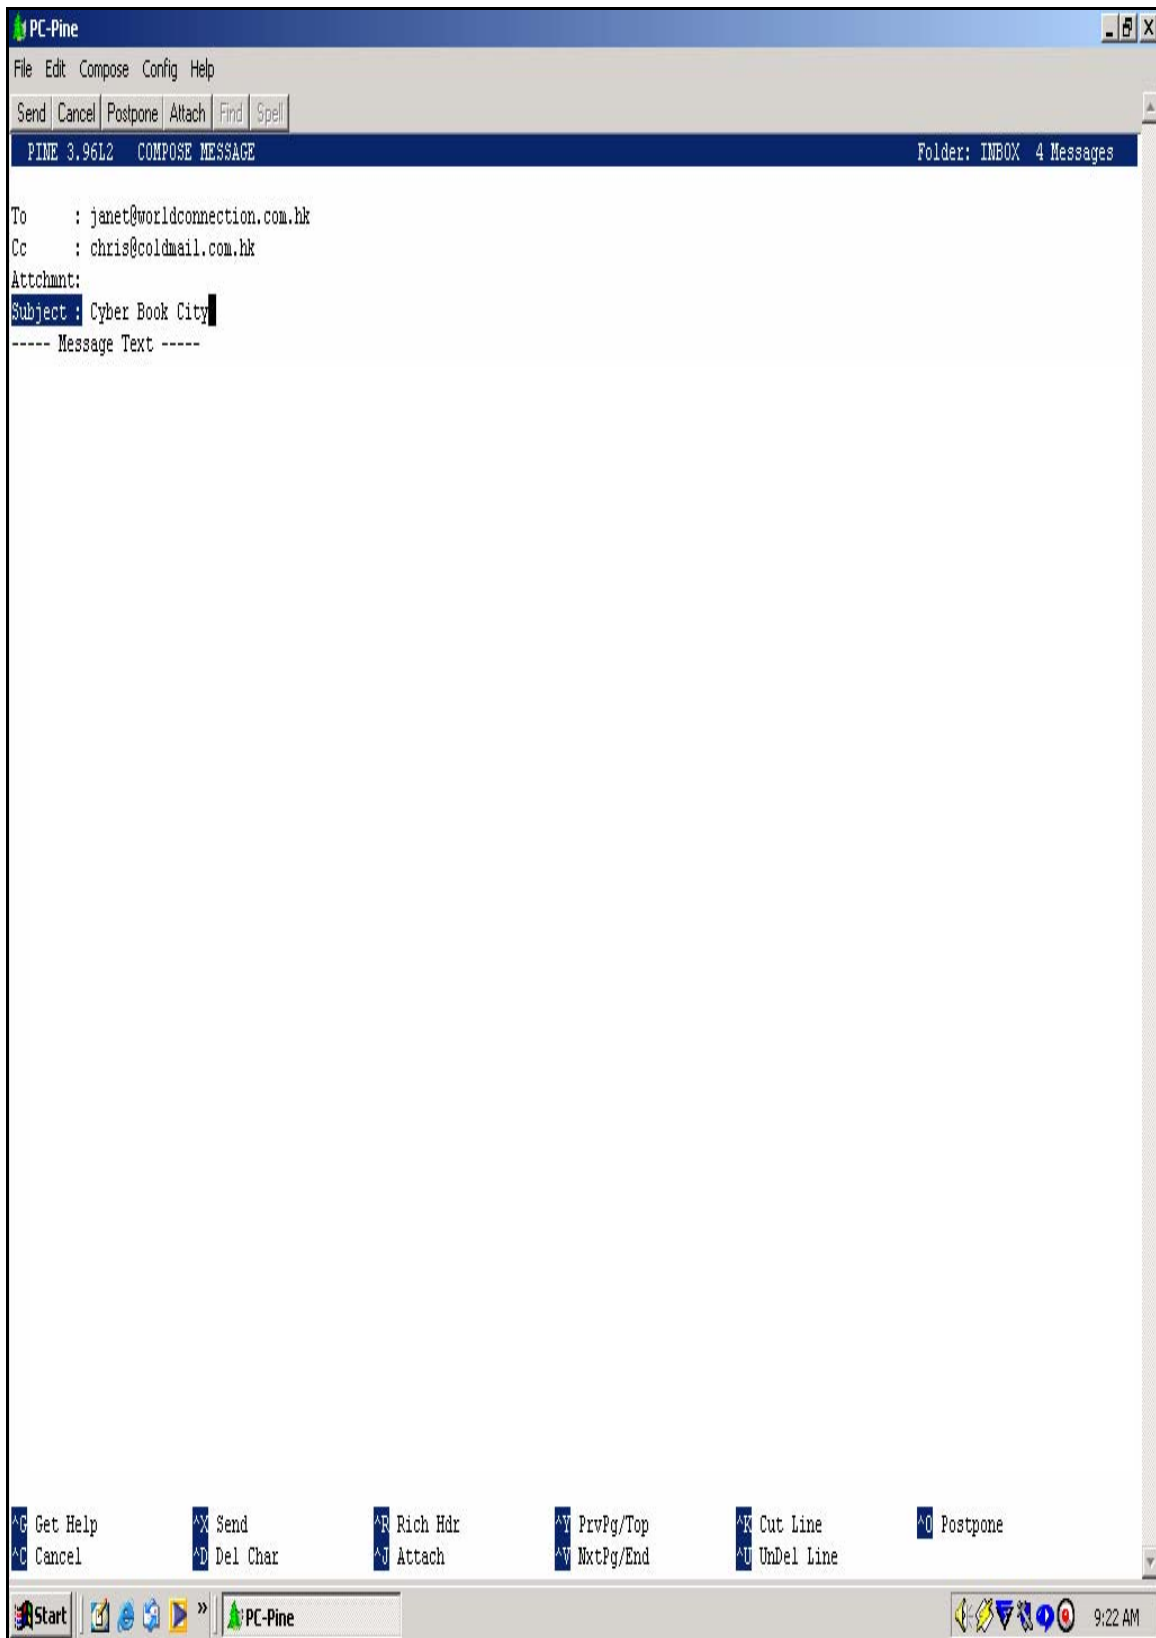 PC-Pine
File Edit Compose Config Help
Send Cancel Postpone Attach Find Spell
PINE 3.96L2 COMPOSE MESSAGE Folder: INBOX 4 Messages
To : janet@worldconnection.com.hk
Cc : chris@coldmail.com.hk
Attchmnt:
Subject : Cyber Book City
----- Message Text -----
^G Get Help ^X Send ^R Rich Hdr ^Y PrvPg/Top ^K Cut Line ^O Postpone
^C Cancel ^D Del Char ^J Attach ^V NxtPg/End ^U UnDel Line
Start » PC-Pine 9:22 AM